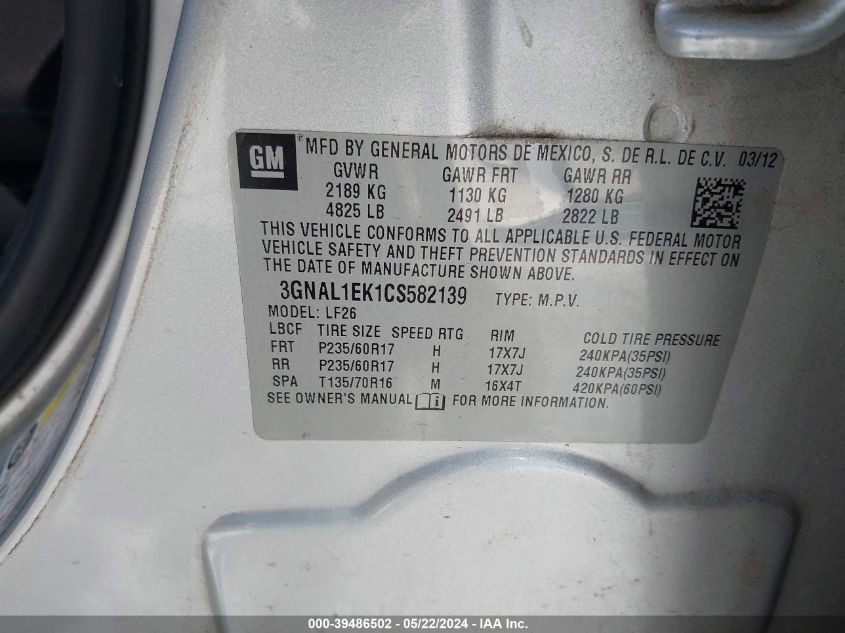 GM ® MFD BY GENERAL MOTORS DE MEXICO, S. DE R.L. DE C.V. 03/12
GVWR GAWR FRT GAWR RR
2189 KG 1130 KG 1280 KG
4825 LB 2491 LB 2822 LB
THIS VEHICLE CONFORMS TO ALL APPLICABLE U.S. FEDERAL MOTOR
VEHICLE SAFETY AND THEFT PREVENTION STANDARDS IN EFFECT ON
THE DATE OF MANUFACTURE SHOWN ABOVE.
3GNAL1EK1CS582139 TYPE: M.P.V.
MODEL: LF26
LBCF TIRE SIZE SPEED RTG RIM COLD TIRE PRESSURE
FRT P235/60R17 H 17X7J 240KPA(35PSI)
RR P235/60R17 H 17X7J 240KPA(35PSI)
SPA T135/70R16 M 16X4T 420KPA(60PSI)
SEE OWNER'S MANUAL FOR MORE INFORMATION.
000-39486502 - 05/22/2024 - IAA Inc.